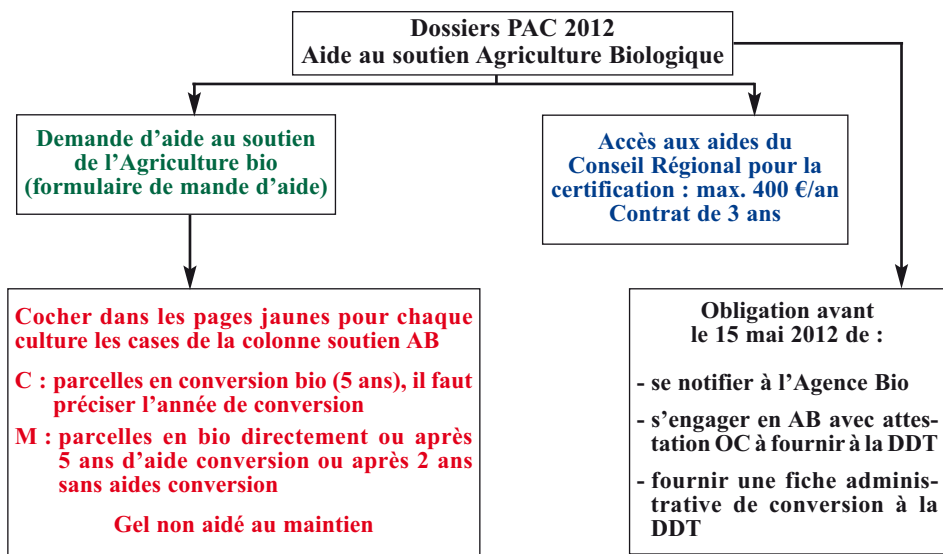 Dossiers PAC 2012
Aide au soutien Agriculture Biologique
Demande d'aide au soutien
de l'Agriculture bio
(formulaire de mande d'aide)
Accès aux aides du
Conseil Régional pour la
certification : max. 400 €/an
Contrat de 3 ans
Cocher dans les pages jaunes pour chaque
culture les cases de la colonne soutien AB
C : parcelles en conversion bio (5 ans), il faut
préciser l'année de conversion
M : parcelles en bio directement ou après
5 ans d'aide conversion ou après 2 ans
sans aides conversion
Gel non aidé au maintien
Obligation avant
le 15 mai 2012 de :
- se notifier à l'Agence Bio
- s'engager en AB avec attes-
tation OC à fournir à la DDT
- fournir une fiche adminis-
trative de conversion à la
DDT